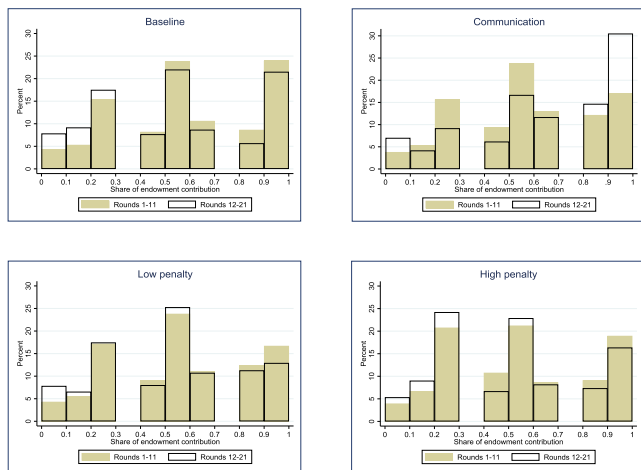 Baseline
Percent
30
25
20
15
10
5
0
0 0.1 0.2 0.3 0.4 0.5 0.6 0.7 0.8 0.9 1
Share of endowment contribution
Rounds 1-11 Rounds 12-21
Communication
Percent
30
25
20
15
10
5
0
0 0.1 0.2 0.3 0.4 0.5 0.6 0.7 0.8 .9 1
Share of endowment contribution
Rounds 1-11 Rounds 12-21
Low penalty
Percent
30
25
20
15
10
5
0
0 0.1 0.2 0.3 0.4 0.5 0.6 0.7 0.8 0.9 1
Share of endowment contribution
Rounds 1-11 Rounds 12-21
High penalty
Percent
30
25
20
15
10
5
0
0 0.1 0.2 0.3 0.4 0.5 0.6 0.7 0.8 0.9 1
Share of endowment contribution
Rounds 1-11 Rounds 12-21